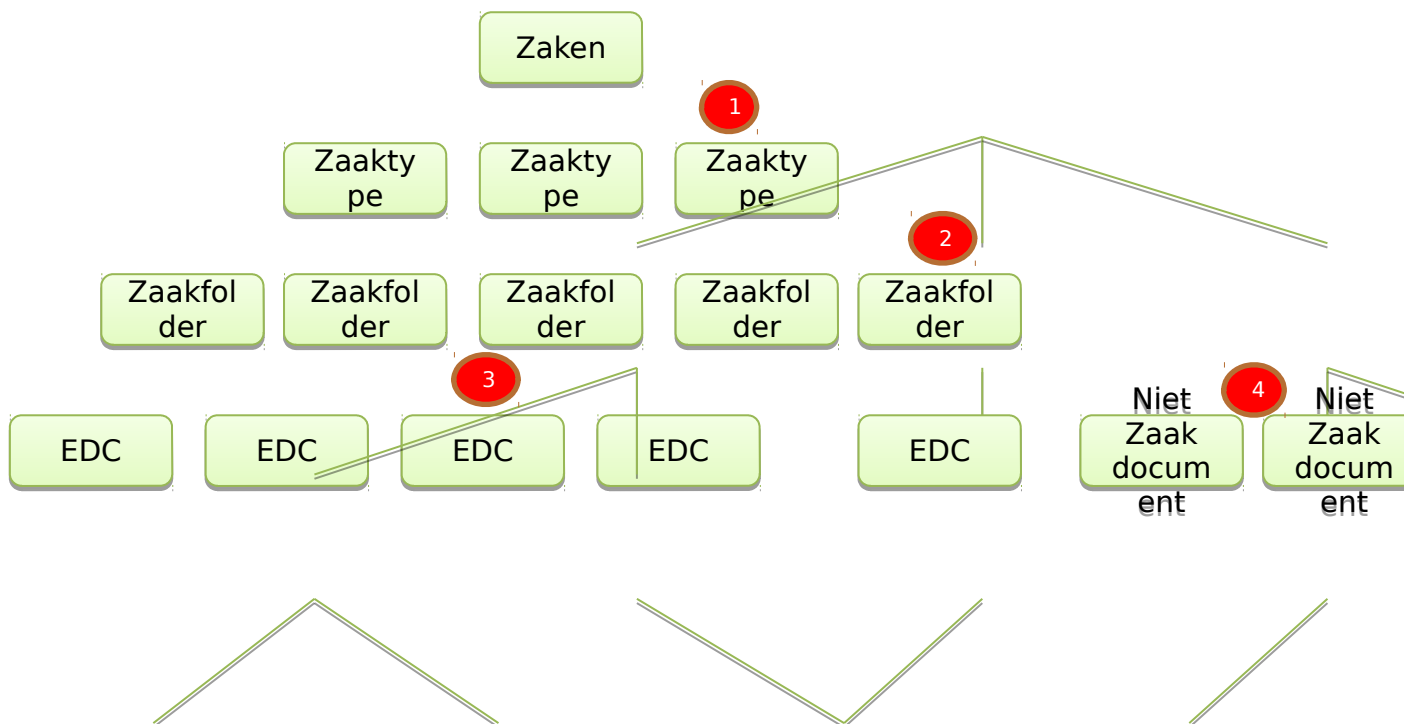 Zaken
1
Zaakty
pe
Zaakty
pe
Zaakty
pe
2
Zaakfol
der
Zaakfol
der
Zaakfol
der
Zaakfol
der
Zaakfol
der
3
4
EDC
EDC
EDC
EDC
EDC
Niet
Zaak
docum
ent
Niet
Zaak
docum
ent